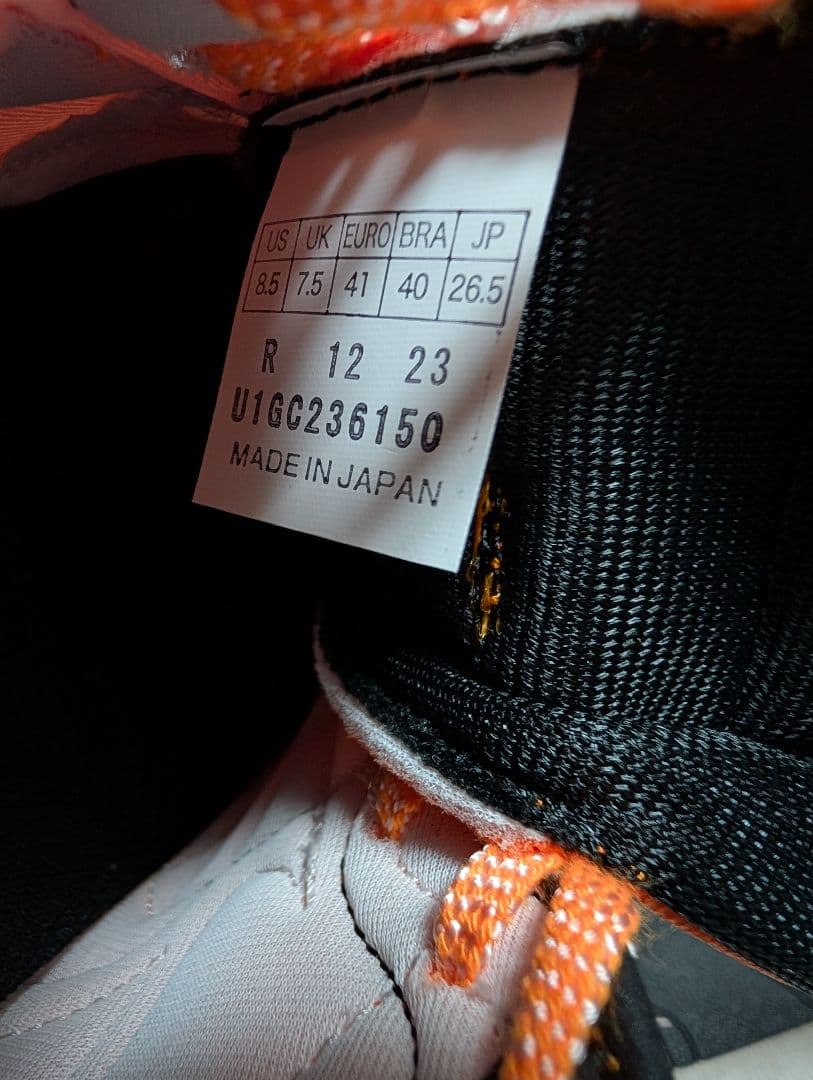 US UK EURO BRA JP
8.5 7.5 41 40 26.5
R 12 23
U1GC236150
MADE IN JAPAN